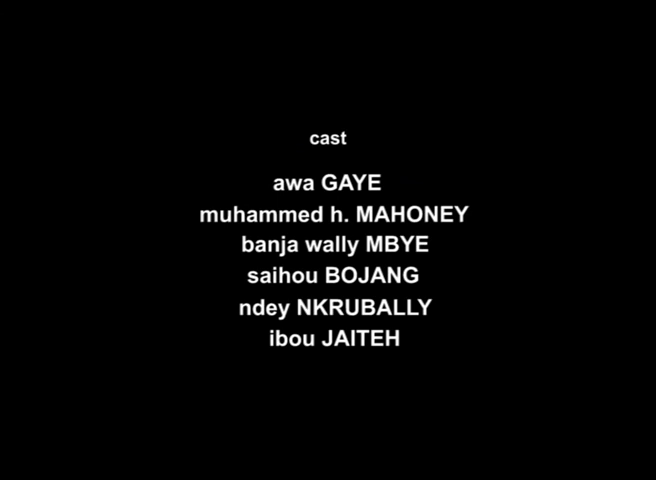 cast
awa GAYE
muhammed h. MAHONEY
banja wally MBYE
saihou BOJANG
ndey NKRUBALLY
ibou JAITEH